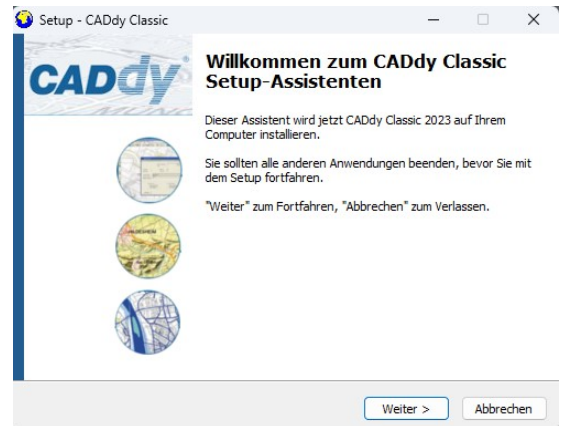 Setup - CADdy Classic
CADdy
Willkommen zum CADdy Classic
Setup-Assistenten
Dieser Assistent wird jetzt CADdy Classic 2023 auf Ihrem
Computer installieren.
Sie sollten alle anderen Anwendungen beenden, bevor Sie mit
dem Setup fortfahren.
"Weiter" zum Fortfahren, "Abbrechen" zum Verlassen.
HILDESHEIM
Weiter >
Abbrechen